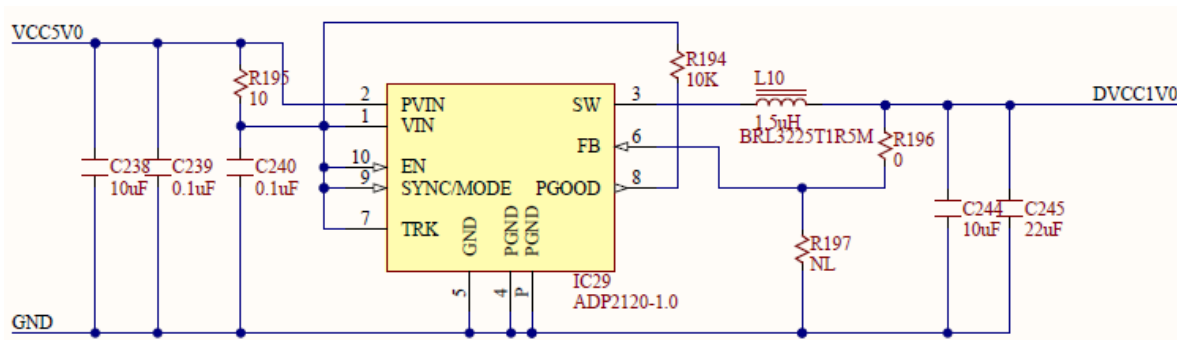 VCC5V0
R195
10
C238
10uF
C239
0.1uF
C240
0.1uF
2
1
10
9
7
PVIN
VIN
EN
SYNC/MODE
TRK
GND
PGND
PGND
SW
FB
PGOOD
3
6
8
5
4
P
IC29
ADP2120-1.0
R194
10K
L10
1.5uH
BRL3225T1R5M
R196
0
R197
NL
C244
10uF
C245
22uF
DVCC1V0
GND